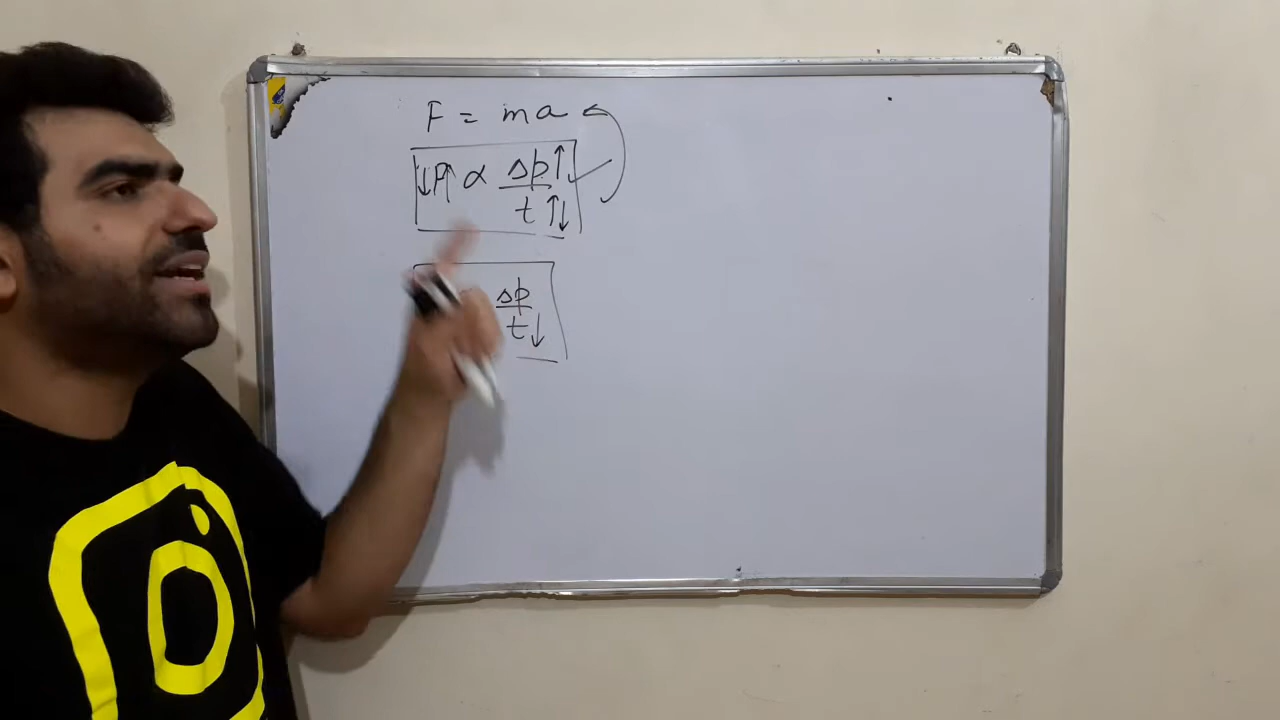 F = ma
↓F↑ ∝ Δp↑↓ / t↑↓
Δp / t↓